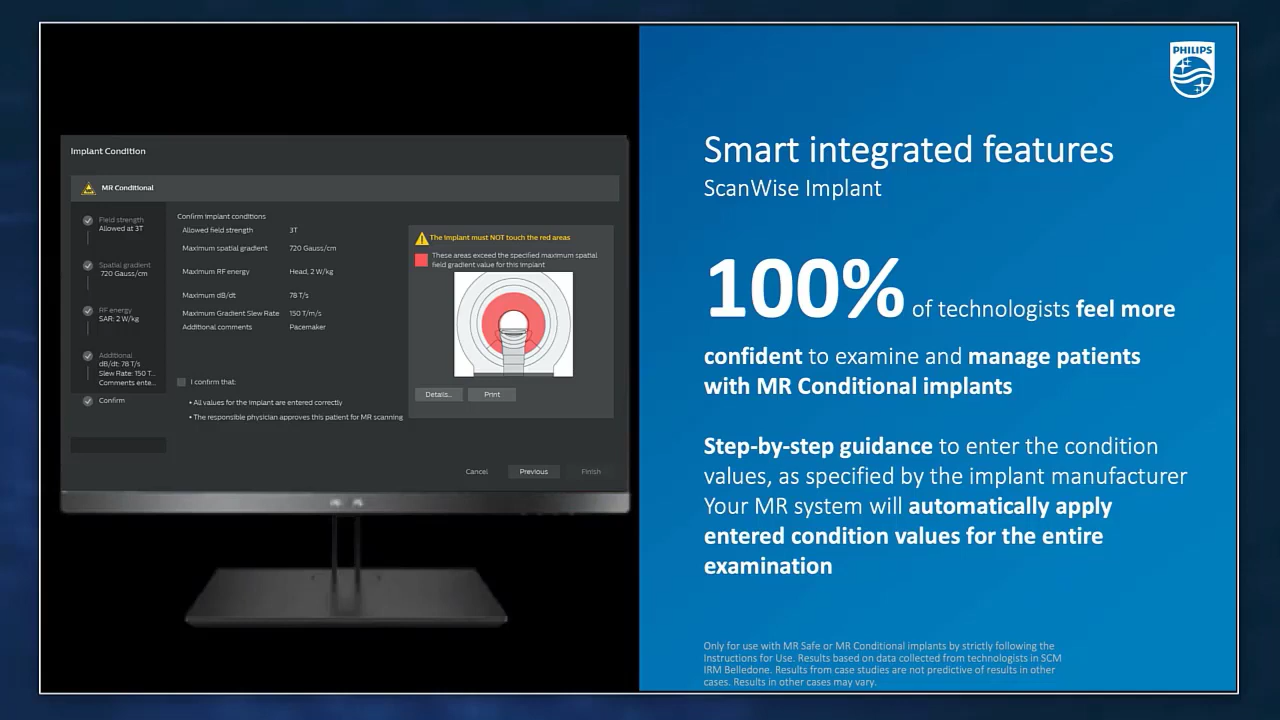 Implant Condition
MR Conditional
Field strength
Allowed at 3T
Spatial gradient
720 Gauss/cm
RF energy
SAR: 2 W/kg
Additional
dB/dt: 78 T/s
Slew Rate: 150 T...
Comments ente...
Confirm
Confirm implant conditions
Allowed field strength 3T
Maximum spatial gradient 720 Gauss/cm
Maximum RF energy Head, 2 W/kg
Maximum dB/dt 78 T/s
Maximum Gradient Slew Rate 150 T/m/s
Additional comments Pacemaker
I confirm that:
• All values for the implant are entered correctly
• The responsible physician approves this patient for MR scanning
The implant must NOT touch the red areas
These areas exceed the specified maximum spatial
field gradient value for this implant
Details... Print
Cancel Previous Finish
PHILIPS
Smart integrated features
ScanWise Implant
100% of technologists feel more
confident to examine and manage patients
with MR Conditional implants
Step-by-step guidance to enter the condition
values, as specified by the implant manufacturer
Your MR system will automatically apply
entered condition values for the entire
examination
Only for use with MR Safe or MR Conditional implants by strictly following the
Instructions for Use. Results based on data collected from technologists in SCM
IRM Belledone. Results from case studies are not predictive of results in other
cases. Results in other cases may vary.